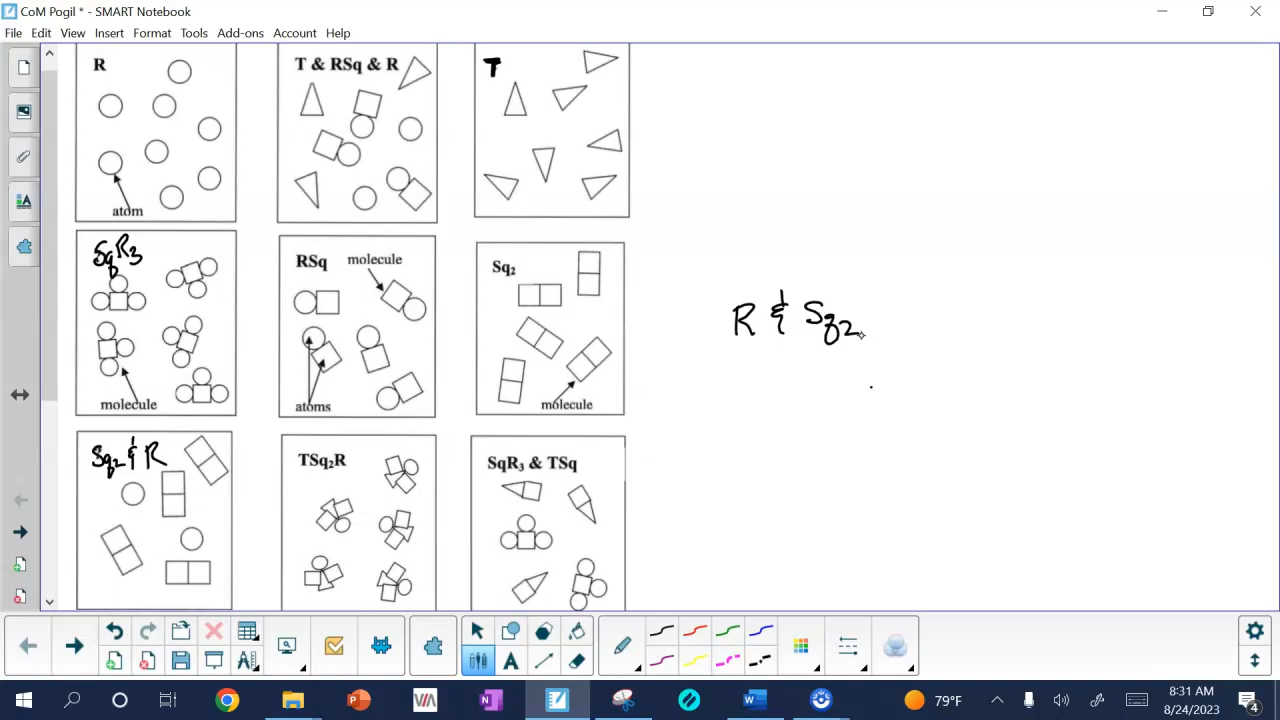 CoM Pogil * - SMART Notebook
File Edit View Insert Format Tools Add-ons Account Help
R
atom
T & RSq & R
T
SqR3
molecule
RSq
molecule
atoms
Sq2
molecule
R & Sq2
Sq2 & R
TSq2R
SqR3 & TSq
79°F
8:31 AM
8/24/2023
4